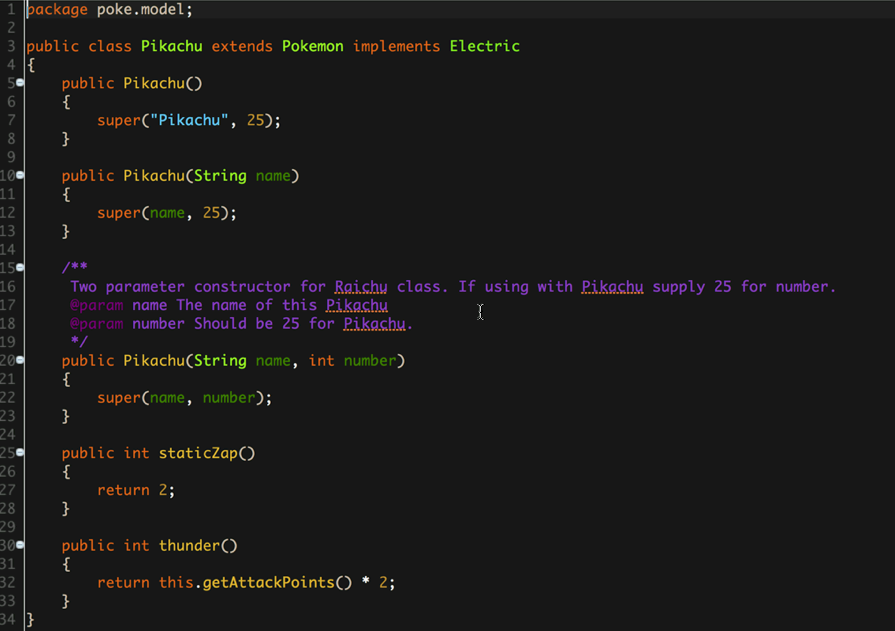 1 package poke.model;
2
3 public class Pikachu extends Pokemon implements Electric
4 {
5     public Pikachu()
6     {
7         super("Pikachu", 25);
8     }
9
10     public Pikachu(String name)
11     {
12         super(name, 25);
13     }
14
15     /**
16      Two parameter constructor for Raichu class. If using with Pikachu supply 25 for number.
17      @param name The name of this Pikachu
18      @param number Should be 25 for Pikachu.
19      */
20     public Pikachu(String name, int number)
21     {
22         super(name, number);
23     }
24
25     public int staticZap()
26     {
27         return 2;
28     }
29
30     public int thunder()
31     {
32         return this.getAttackPoints() * 2;
33     }
34 }